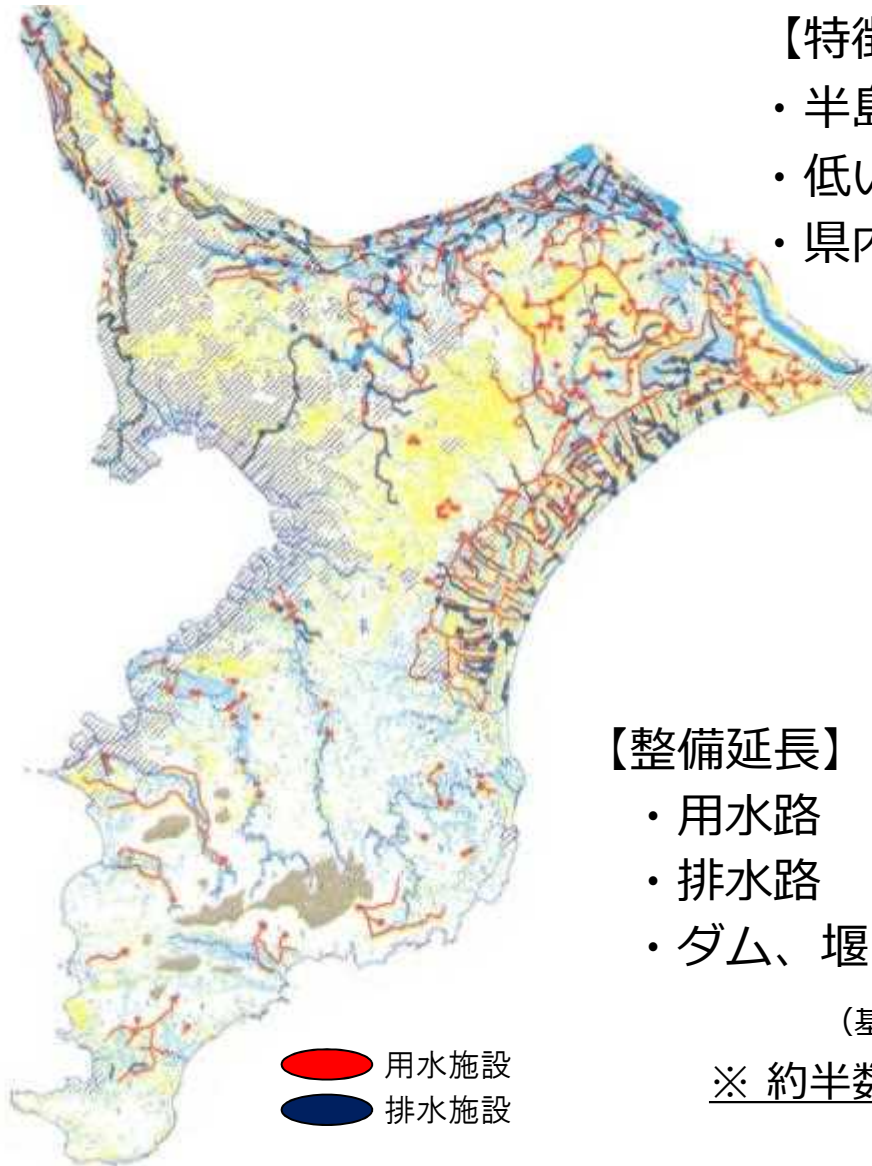 【特徴
・半島
・低い
・県内
【整備延長】
・用水路
・排水路
・ダム、堰
（基
※ 約半数
用水施設
排水施設